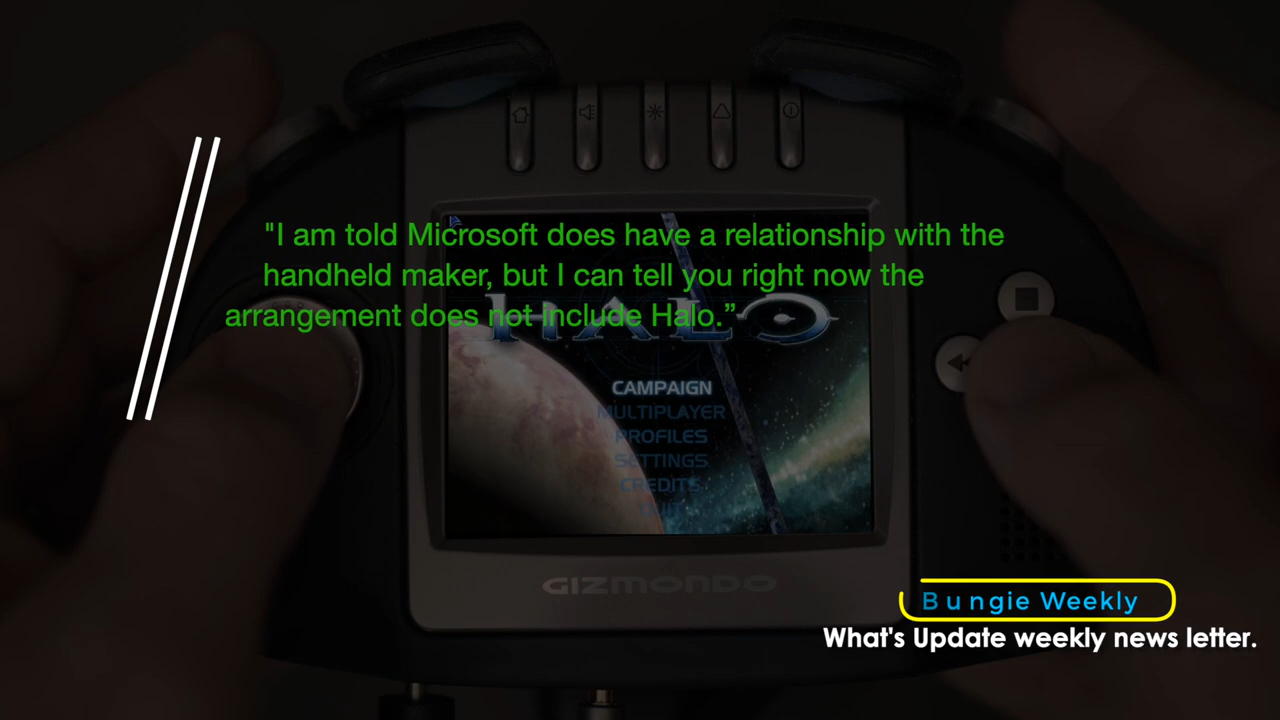 "I am told Microsoft does have a relationship with the
handheld maker, but I can tell you right now the
arrangement does not include Halo.”
HALO
CAMPAIGN
MULTIPLAYER
PROFILES
SETTINGS
CREDITS
QUIT
GIZMONDO
Bungie Weekly
What's Update weekly news letter.